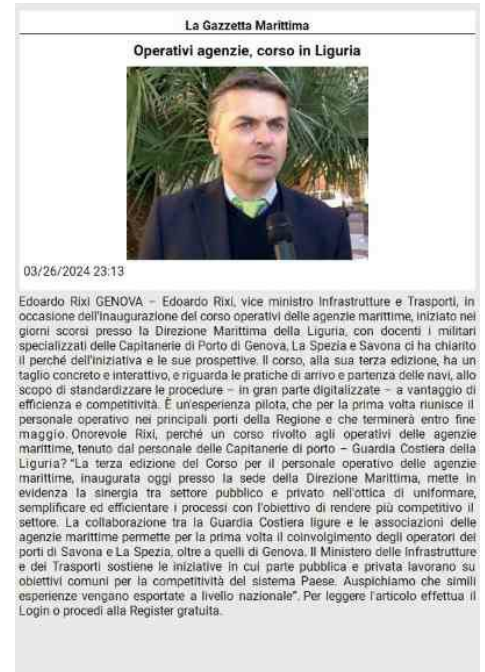 La Gazzetta Marittima
Operativi agenzie, corso in Liguria
03/26/2024 23:13
Edoardo Rixi GENOVA – Edoardo Rixi, vice ministro Infrastrutture e Trasporti, in
occasione dell'inaugurazione del corso operativi delle agenzie marittime, iniziato nei
giorni scorsi presso la Direzione Marittima della Liguria, con docenti i militari
specializzati delle Capitanerie di Porto di Genova, La Spezia e Savona ci ha chiarito
il perché dell'iniziativa e le sue prospettive. Il corso, alla sua terza edizione, ha un
taglio concreto e interattivo, e riguarda le pratiche di arrivo e partenza delle navi, allo
scopo di standardizzare le procedure – in gran parte digitalizzate – a vantaggio di
efficienza e competitività. È un'esperienza pilota, che per la prima volta riunisce il
personale operativo nei principali porti della Regione e che terminerà entro fine
maggio. Onorevole Rixi, perché un corso rivolto agli operativi delle agenzie
marittime, tenuto dal personale delle Capitanerie di porto – Guardia Costiera della
Liguria? "La terza edizione del Corso per il personale operativo delle agenzie
marittime, inaugurata oggi presso la sede della Direzione Marittima, mette in
evidenza la sinergia tra settore pubblico e privato nell'ottica di uniformare,
semplificare ed efficientare i processi con l'obiettivo di rendere più competitivo il
settore. La collaborazione tra la Guardia Costiera ligure e le associazioni delle
agenzie marittime permette per la prima volta il coinvolgimento degli operatori dei
porti di Savona e La Spezia, oltre a quelli di Genova. Il Ministero delle Infrastrutture
e dei Trasporti sostiene le iniziative in cui parte pubblica e privata lavorano su
obiettivi comuni per la competitività del sistema Paese. Auspichiamo che simili
esperienze vengano esportate a livello nazionale". Per leggere l'articolo effettua il
Login o procedi alla Register gratuita.